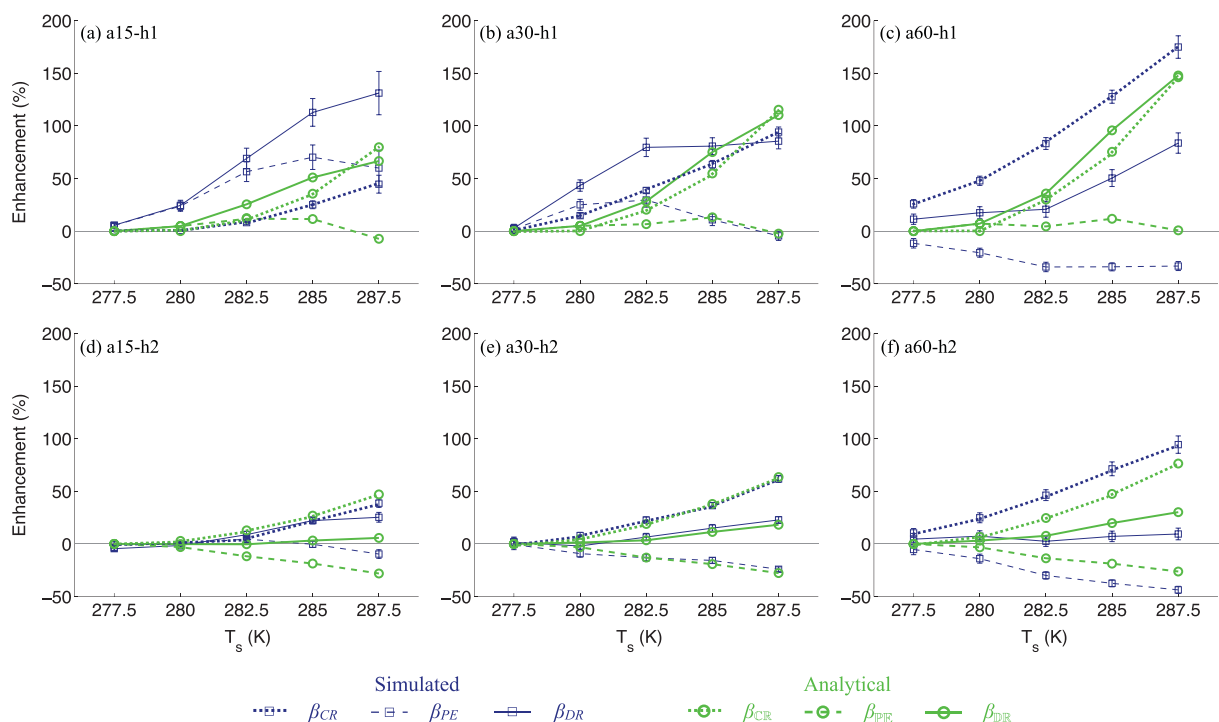 (a) a15-h1
(b) a30-h1
(c) a60-h1
Enhancement (%)
200
150
100
50
0
−50
277.5 280 282.5 285 287.5
200
150
100
50
0
−50
277.5 280 282.5 285 287.5
200
150
100
50
0
−50
277.5 280 282.5 285 287.5
(d) a15-h2
(e) a30-h2
(f) a60-h2
Enhancement (%)
200
150
100
50
0
−50
277.5 280 282.5 285 287.5
T_s (K)
200
150
100
50
0
−50
277.5 280 282.5 285 287.5
T_s (K)
200
150
100
50
0
−50
277.5 280 282.5 285 287.5
T_s (K)
Simulated
β_CR β_PE β_DR
Analytical
β_ℂℝ β_ℙ𝔼 β_𝔻ℝ